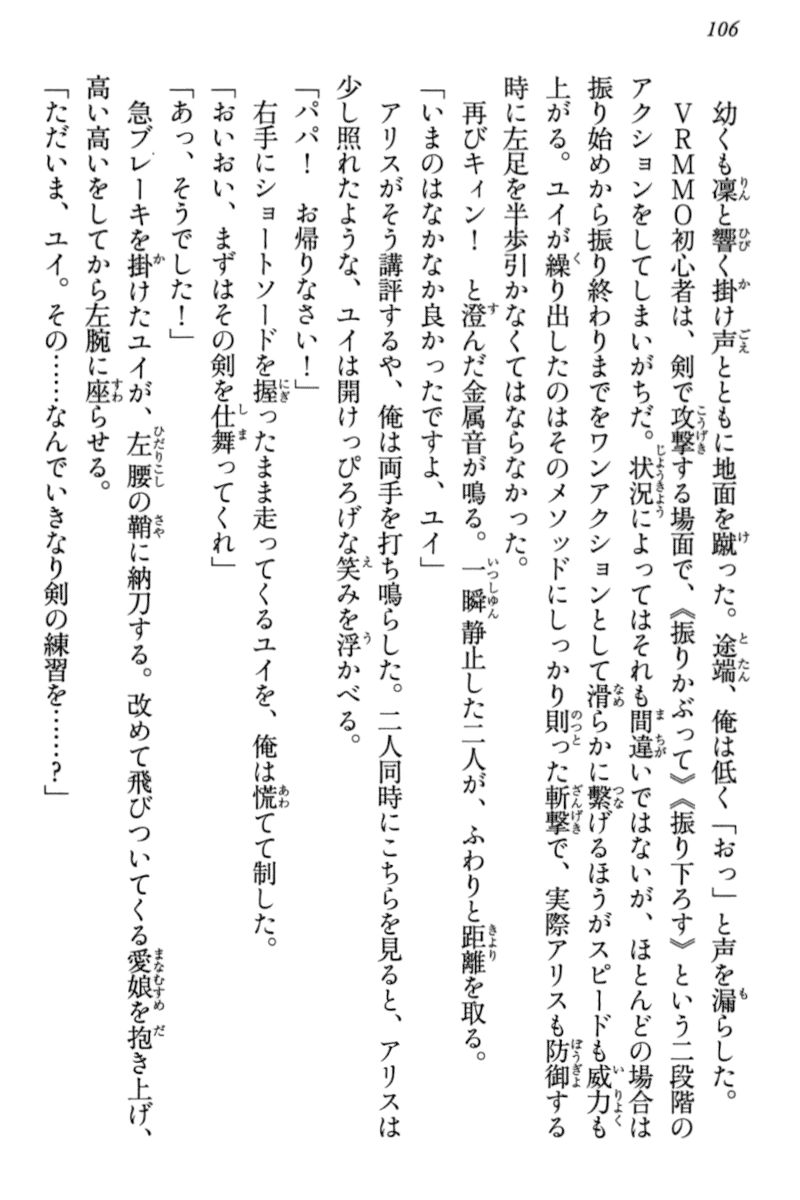 106
幼くも凜と響く掛け声とともに地面を蹴った。途端、俺は低く「おっ」と声を漏らした。
VRMMO初心者は、剣で攻撃する場面で、《振りかぶって》《振り下ろす》という二段階の
アクションをしてしまいがちだ。状況によってはそれも間違いではないが、ほとんどの場合は
振り始めから振り終わりまでをワンアクションとして滑らかに繫げるほうがスピードも威力も
上がる。ユイが繰り出したのはそのメソッドにしっかり則った斬撃で、実際アリスも防御する
時に左足を半歩引かなくてはならなかった。
再びキィン！　と澄んだ金属音が鳴る。一瞬静止した二人が、ふわりと距離を取る。
「いまのはなかなか良かったですよ、ユイ」
アリスがそう講評するや、俺は両手を打ち鳴らした。二人同時にこちらを見ると、アリスは
少し照れたような、ユイは開けっぴろげな笑みを浮かべる。
「パパ！　お帰りなさい！」
右手にショートソードを握ったまま走ってくるユイを、俺は慌てて制した。
「おいおい、まずはその剣を仕舞ってくれ」
「あっ、そうでした！」
急ブレーキを掛けたユイが、左腰の鞘に納刀する。改めて飛びついてくる愛娘を抱き上げ、
高い高いをしてから左腕に座らせる。
「ただいま、ユイ。その……なんでいきなり剣の練習を……？」